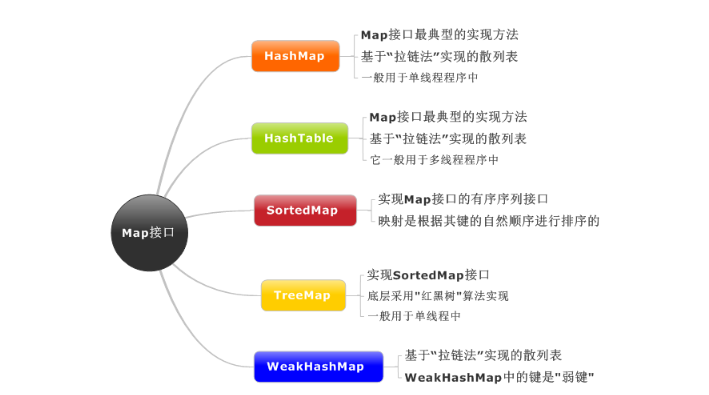 Map接口
HashMap
Map接口最典型的实现方法
基于“拉链法”实现的散列表
一般用于单线程程序中
HashTable
Map接口最典型的实现方法
基于“拉链法”实现的散列表
它一般用于多线程程序中
SortedMap
实现Map接口的有序序列接口
映射是根据其键的自然顺序进行排序的
TreeMap
实现SortedMap接口
底层采用"红黑树"算法实现
一般用于单线程中
WeakHashMap
基于“拉链法”实现的散列表
WeakHashMap中的键是"弱键"